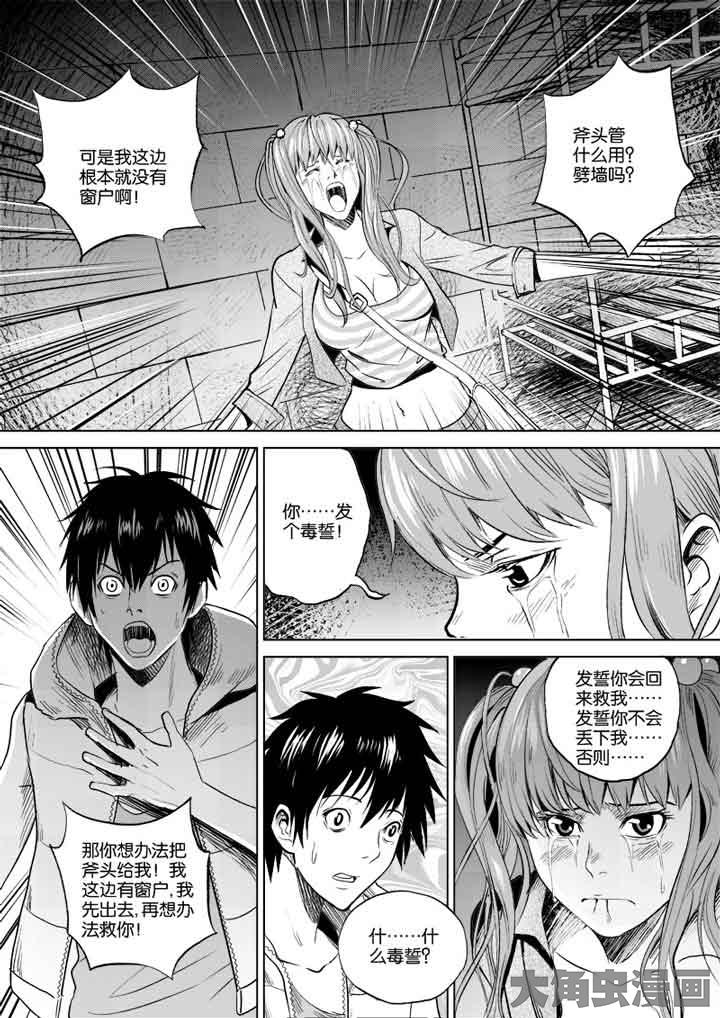 可是我这边
根本就没有
窗户啊！
斧头管
什么用？
劈墙吗？
那你想办法把
斧头给我！我
这边有窗户，我
先出去，再想办
法救你！
你……发
个毒誓！
什……什
么毒誓？
发誓你会回
来救我……
发誓你不会
丢下我……
否则……
大角虫漫画